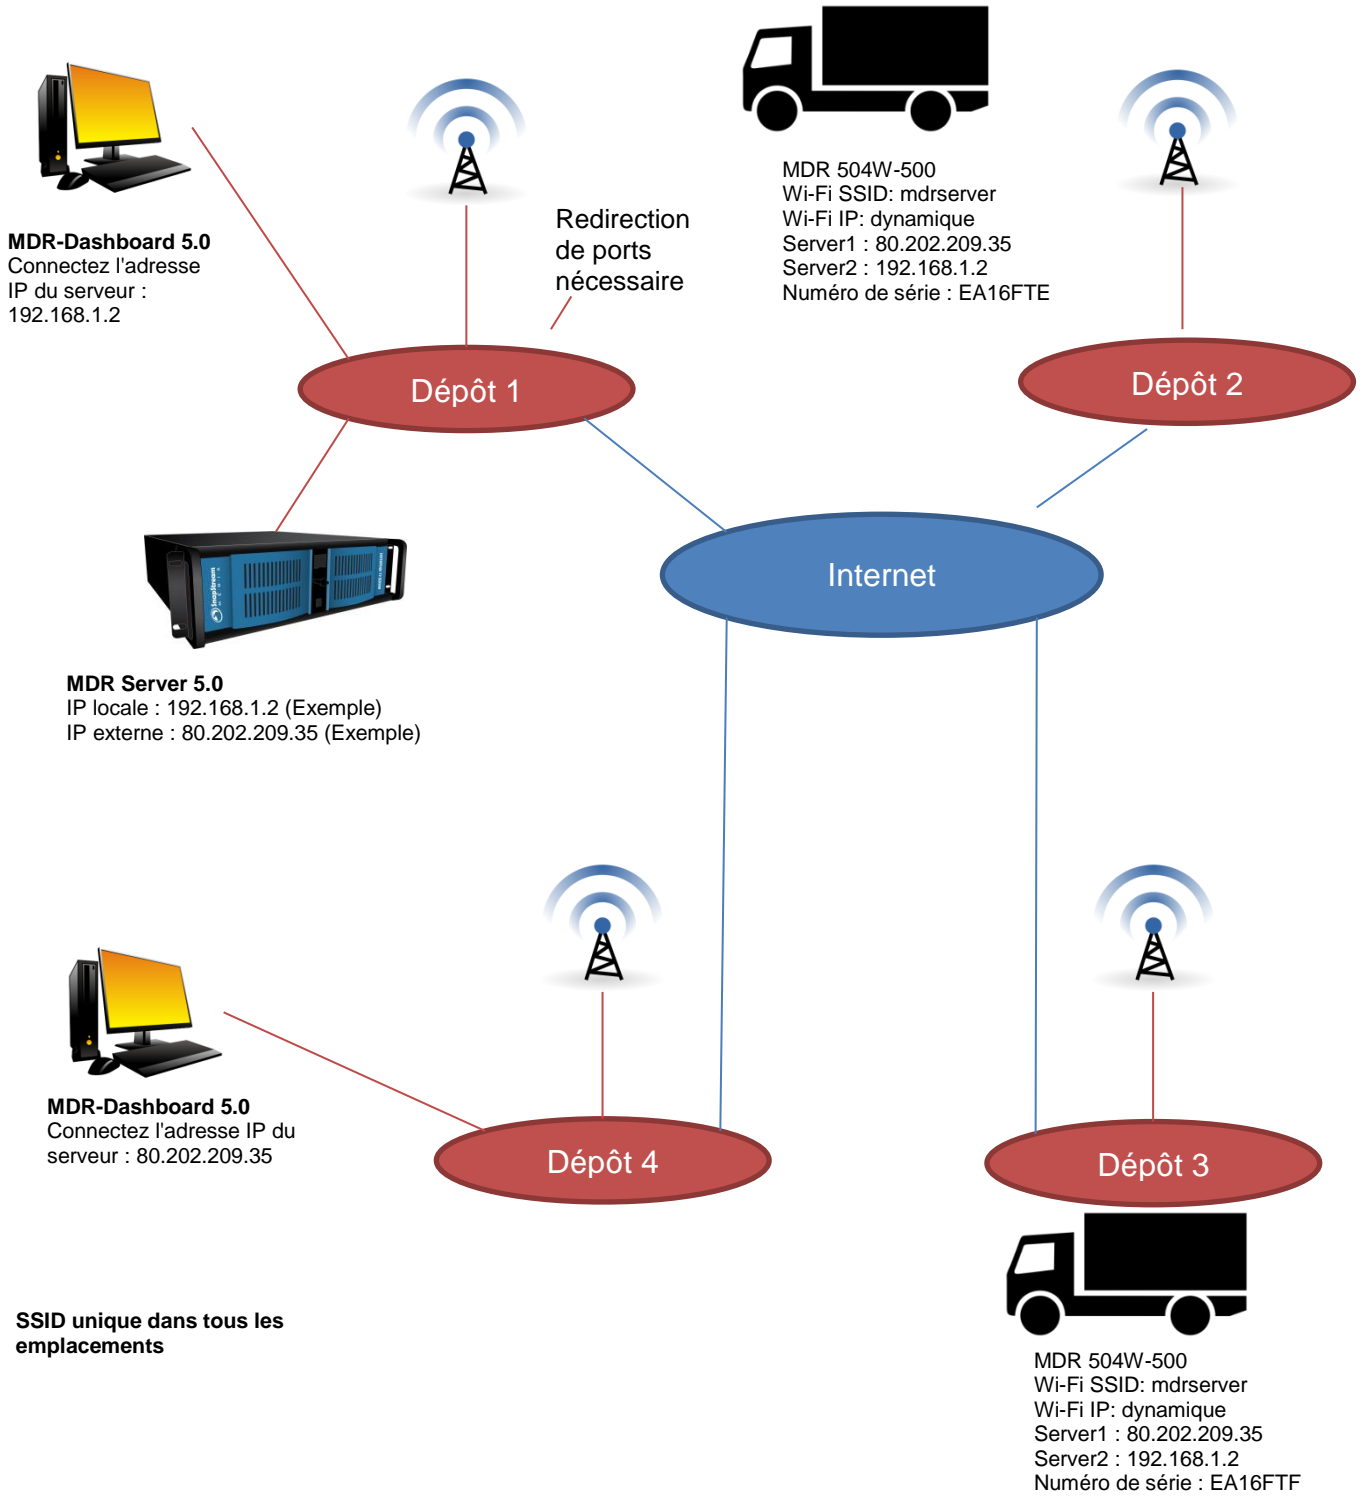 MDR 504W-500
Wi-Fi SSID: mdrserver
Wi-Fi IP: dynamique
Server1 : 80.202.209.35
Server2 : 192.168.1.2
Numéro de série : EA16FTE
Redirection
de ports
nécessaire
MDR-Dashboard 5.0
Connectez l'adresse
IP du serveur :
192.168.1.2
Dépôt 1
Dépôt 2
Internet
SnapStream
MDR Server 5.0
IP locale : 192.168.1.2 (Exemple)
IP externe : 80.202.209.35 (Exemple)
MDR-Dashboard 5.0
Connectez l'adresse IP du
serveur : 80.202.209.35
Dépôt 4
Dépôt 3
SSID unique dans tous les
emplacements
MDR 504W-500
Wi-Fi SSID: mdrserver
Wi-Fi IP: dynamique
Server1 : 80.202.209.35
Server2 : 192.168.1.2
Numéro de série : EA16FTF